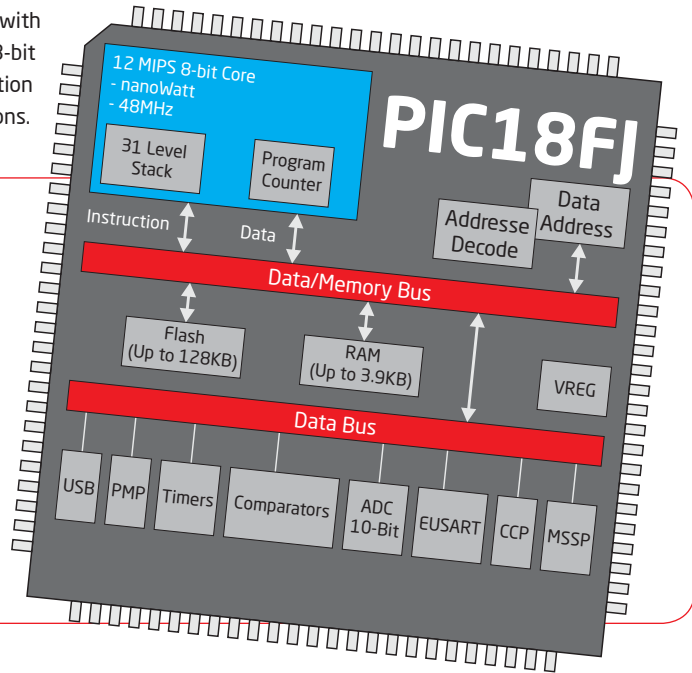 with
3-bit
tion
ons.
12 MIPS 8-bit Core
- nanoWatt
- 48MHz
PIC18FJ
31 Level
Stack
Program
Counter
Data
Address
Addresse
Decode
Instruction
Data
Data/Memory Bus
Flash
(Up to 128KB)
RAM
(Up to 3.9KB)
VREG
Data Bus
USB
PMP
Timers
Comparators
ADC
10-Bit
EUSART
CCP
MSSP